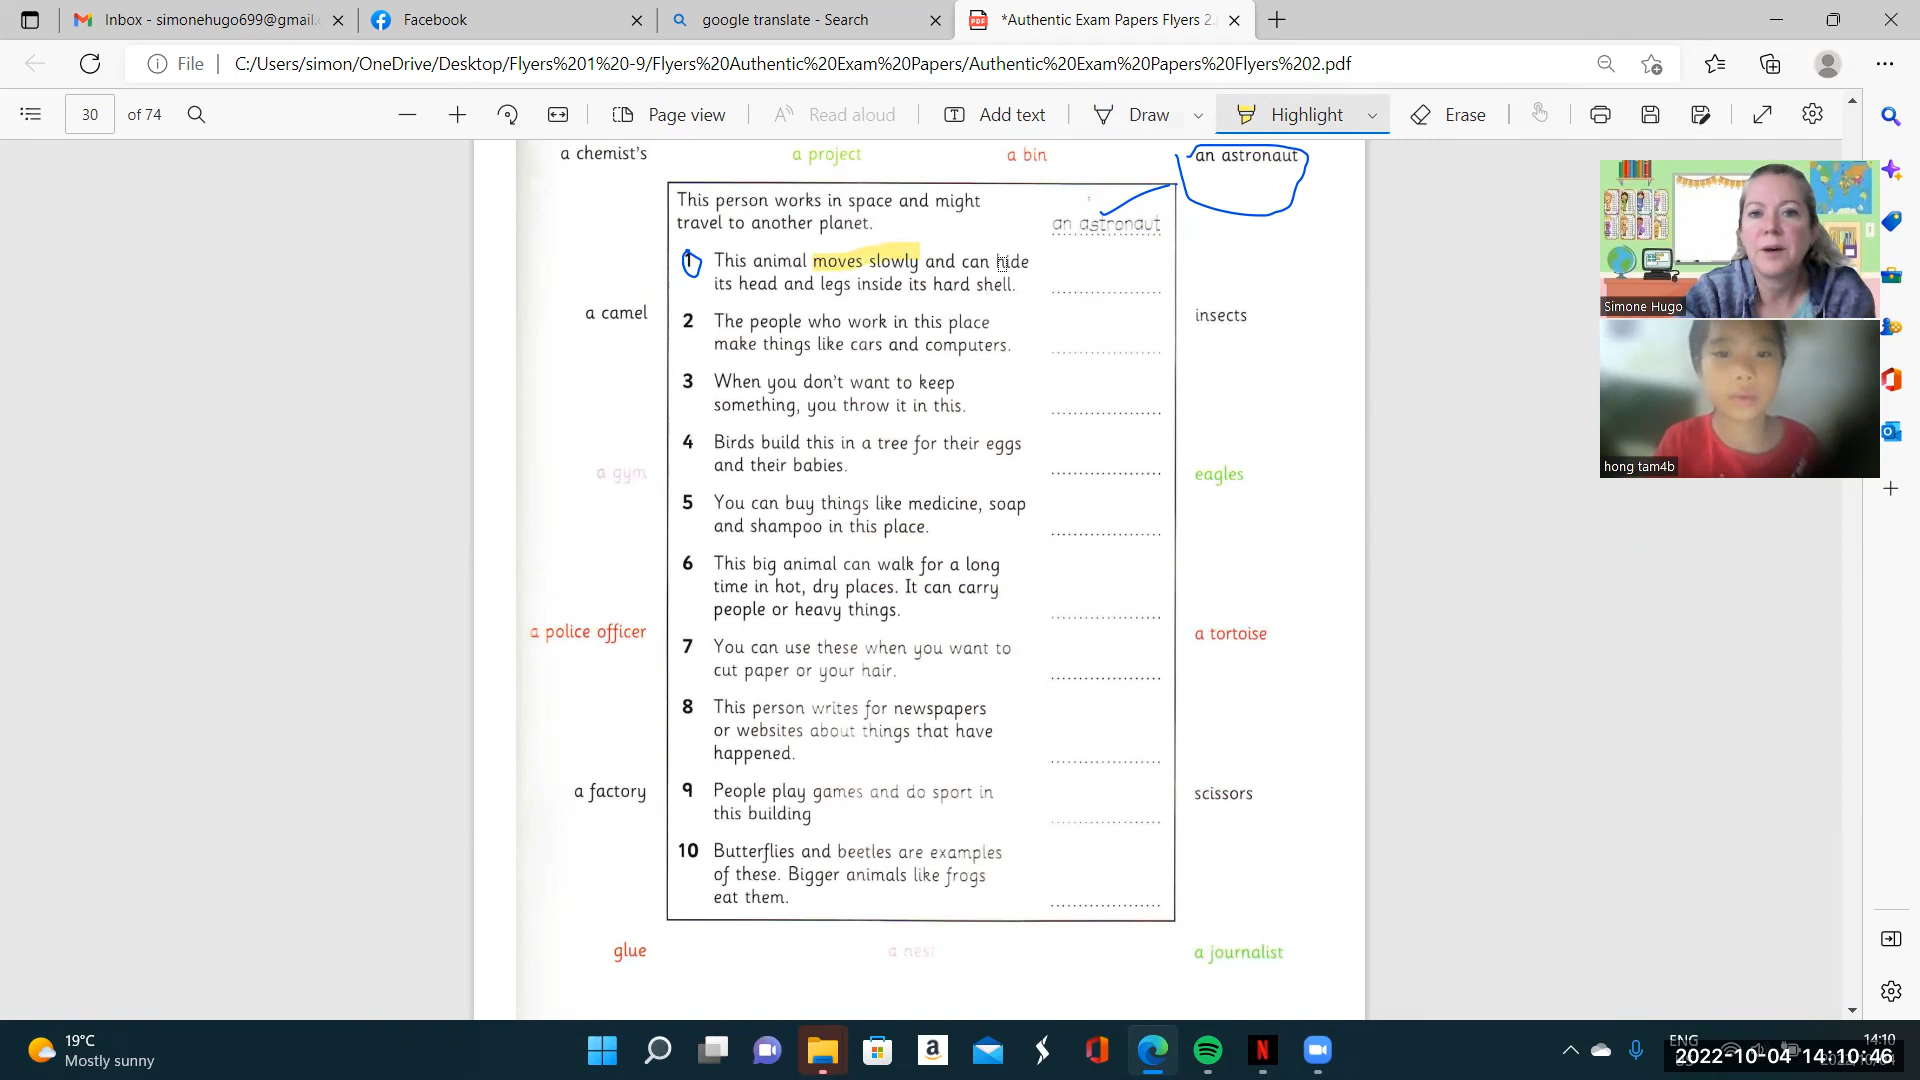 Inbox - simonehugo699@gmail.
Facebook
google translate - Search
*Authentic Exam Papers Flyers 2.
File
C:/Users/simon/OneDrive/Desktop/Flyers%201%20-9/Flyers%20Authentic%20Exam%20Papers/Authentic%20Exam%20Papers%20Flyers%202.pdf
30 of 74
Page view
Read aloud
Add text
Draw
Highlight
Erase
a chemist's
a project
a bin
an astronaut
This person works in space and might
travel to another planet.
an astronaut
1 This animal moves slowly and can hide
its head and legs inside its hard shell.
a camel
insects
2 The people who work in this place
make things like cars and computers.
3 When you don't want to keep
something, you throw it in this.
4 Birds build this in a tree for their eggs
and their babies.
a gym
eagles
5 You can buy things like medicine, soap
and shampoo in this place.
6 This big animal can walk for a long
time in hot, dry places. It can carry
people or heavy things.
a police officer
a tortoise
7 You can use these when you want to
cut paper or your hair.
8 This person writes for newspapers
or websites about things that have
happened.
a factory
scissors
9 People play games and do sport in
this building
10 Butterflies and beetles are examples
of these. Bigger animals like frogs
eat them.
glue
a nest
a journalist
Simone Hugo
hong tam4b
19°C
Mostly sunny
ENG
14:10
2022-10-04 14:10:46